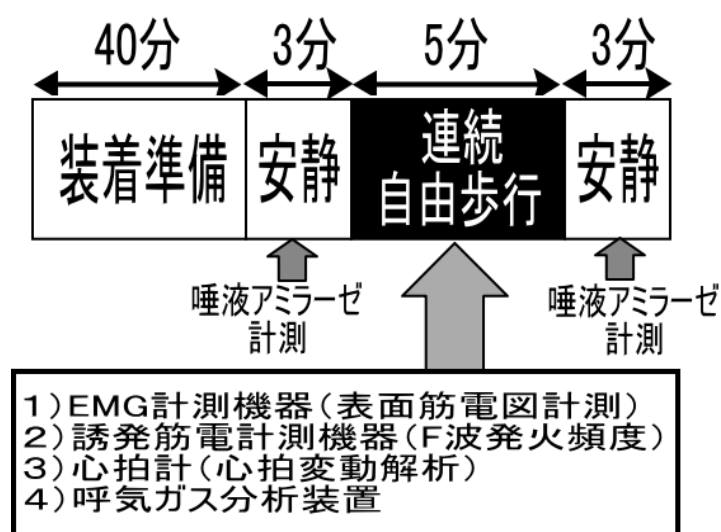 40分 3分 5分 3分
装着準備 安静 連続 安静
自由歩行
唾液アミラーゼ 唾液アミラーゼ
計測 計測
1)EMG計測機器(表面筋電図計測)
2)誘発筋電計測機器(F波発火頻度)
3)心拍計(心拍変動解析)
4)呼気ガス分析装置